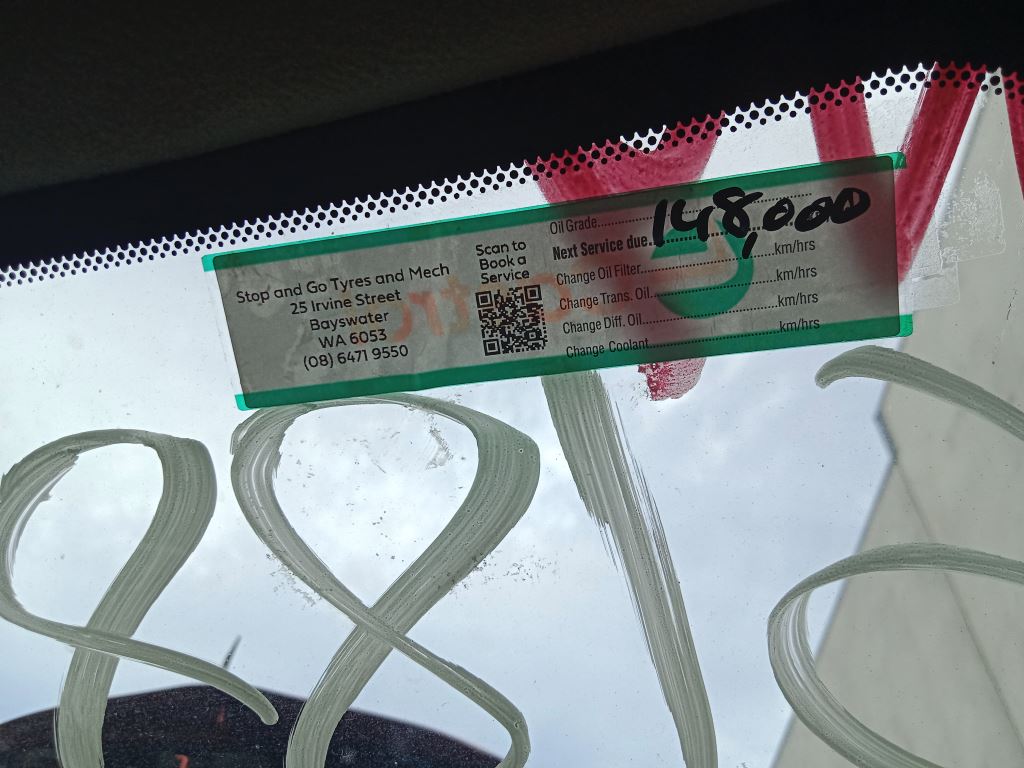 Stop and Go Tyres and Mech
25 Irvine Street
Bayswater
WA 6053
(08) 6471 9550
Scan to
Book a
Service
Oil Grade
Next Service due. 148,000
Change Oil Filter km/hrs
Change Trans. Oil km/hrs
Change Diff. Oil km/hrs
Change Coolant km/hrs